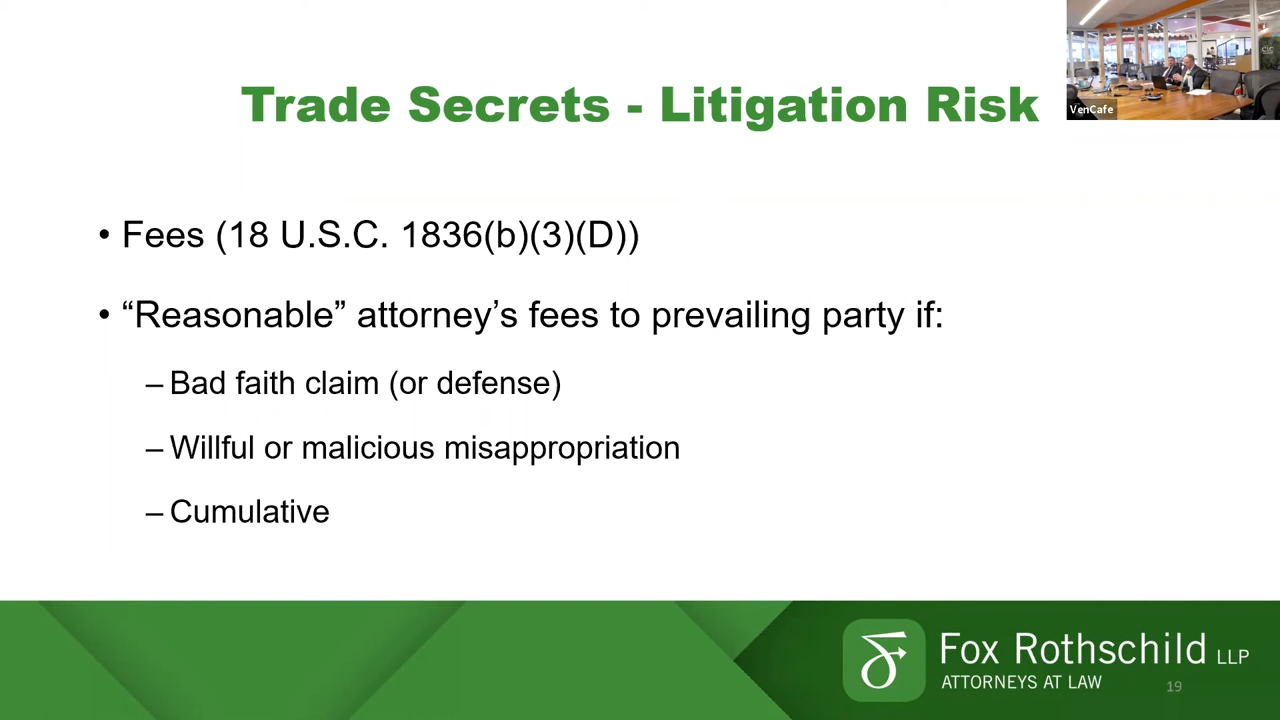 Trade Secrets - Litigation Risk
VenCafe
• Fees (18 U.S.C. 1836(b)(3)(D))
• “Reasonable” attorney’s fees to prevailing party if:
– Bad faith claim (or defense)
– Willful or malicious misappropriation
– Cumulative
Fox Rothschild LLP
ATTORNEYS AT LAW
19